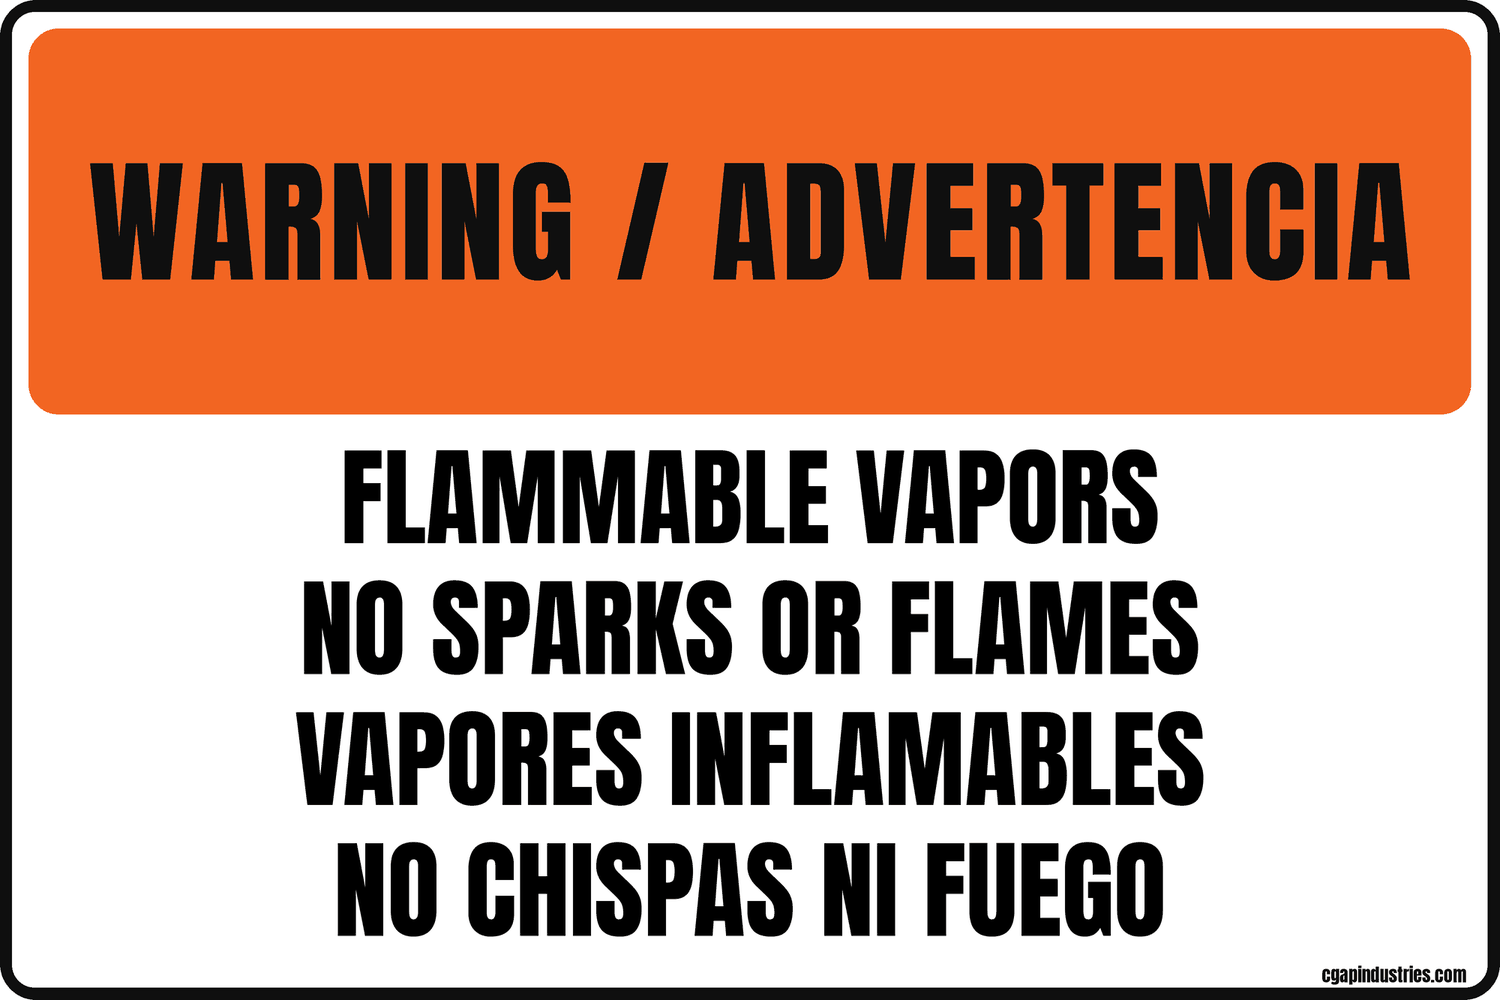 WARNING / ADVERTENCIA
FLAMMABLE VAPORS
NO SPARKS OR FLAMES
VAPORES INFLAMABLES
NO CHISPAS NI FUEGO
cgapindustries.com